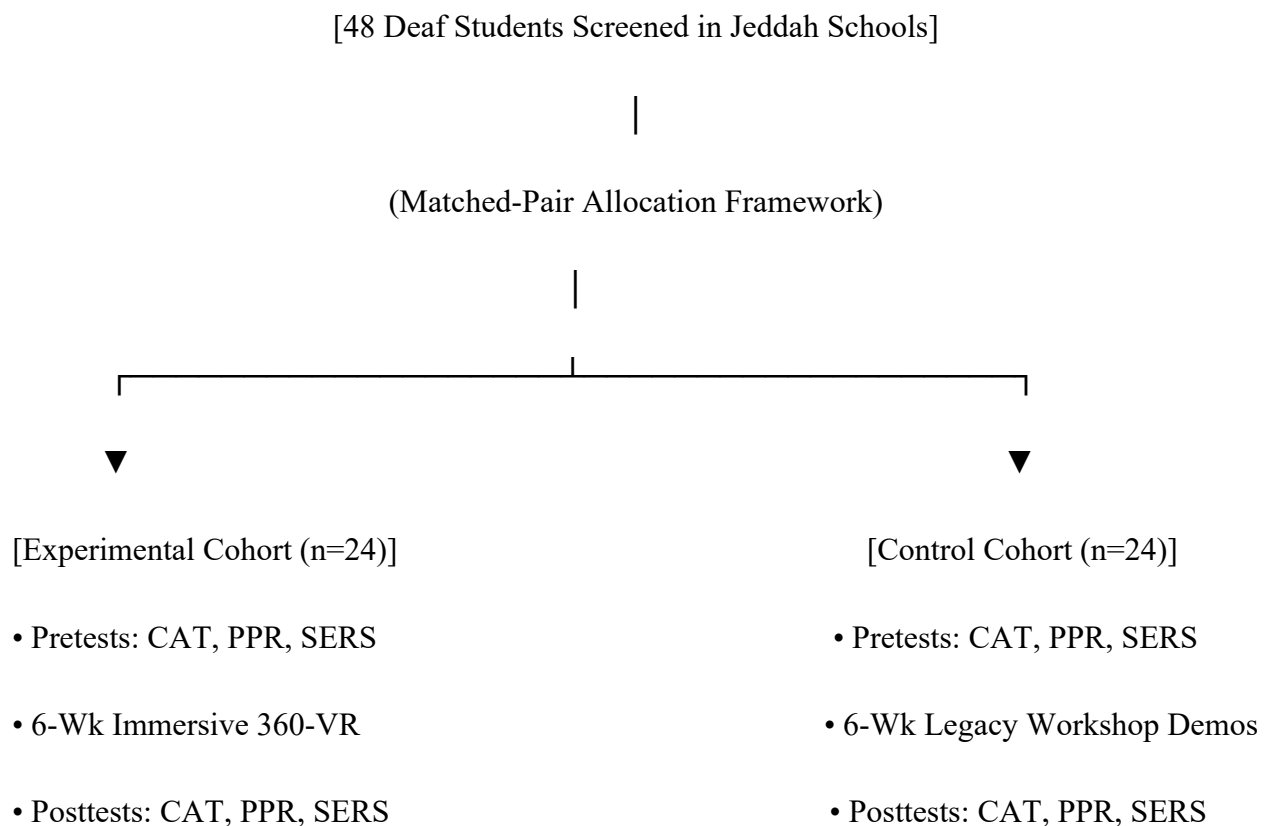 [48 Deaf Students Screened in Jeddah Schools]
(Matched-Pair Allocation Framework)
[Experimental Cohort (n=24)]
[Control Cohort (n=24)]
• Pretests: CAT, PPR, SERS
• Pretests: CAT, PPR, SERS
• 6-Wk Immersive 360-VR
• 6-Wk Legacy Workshop Demos
• Posttests: CAT, PPR, SERS
• Posttests: CAT, PPR, SERS